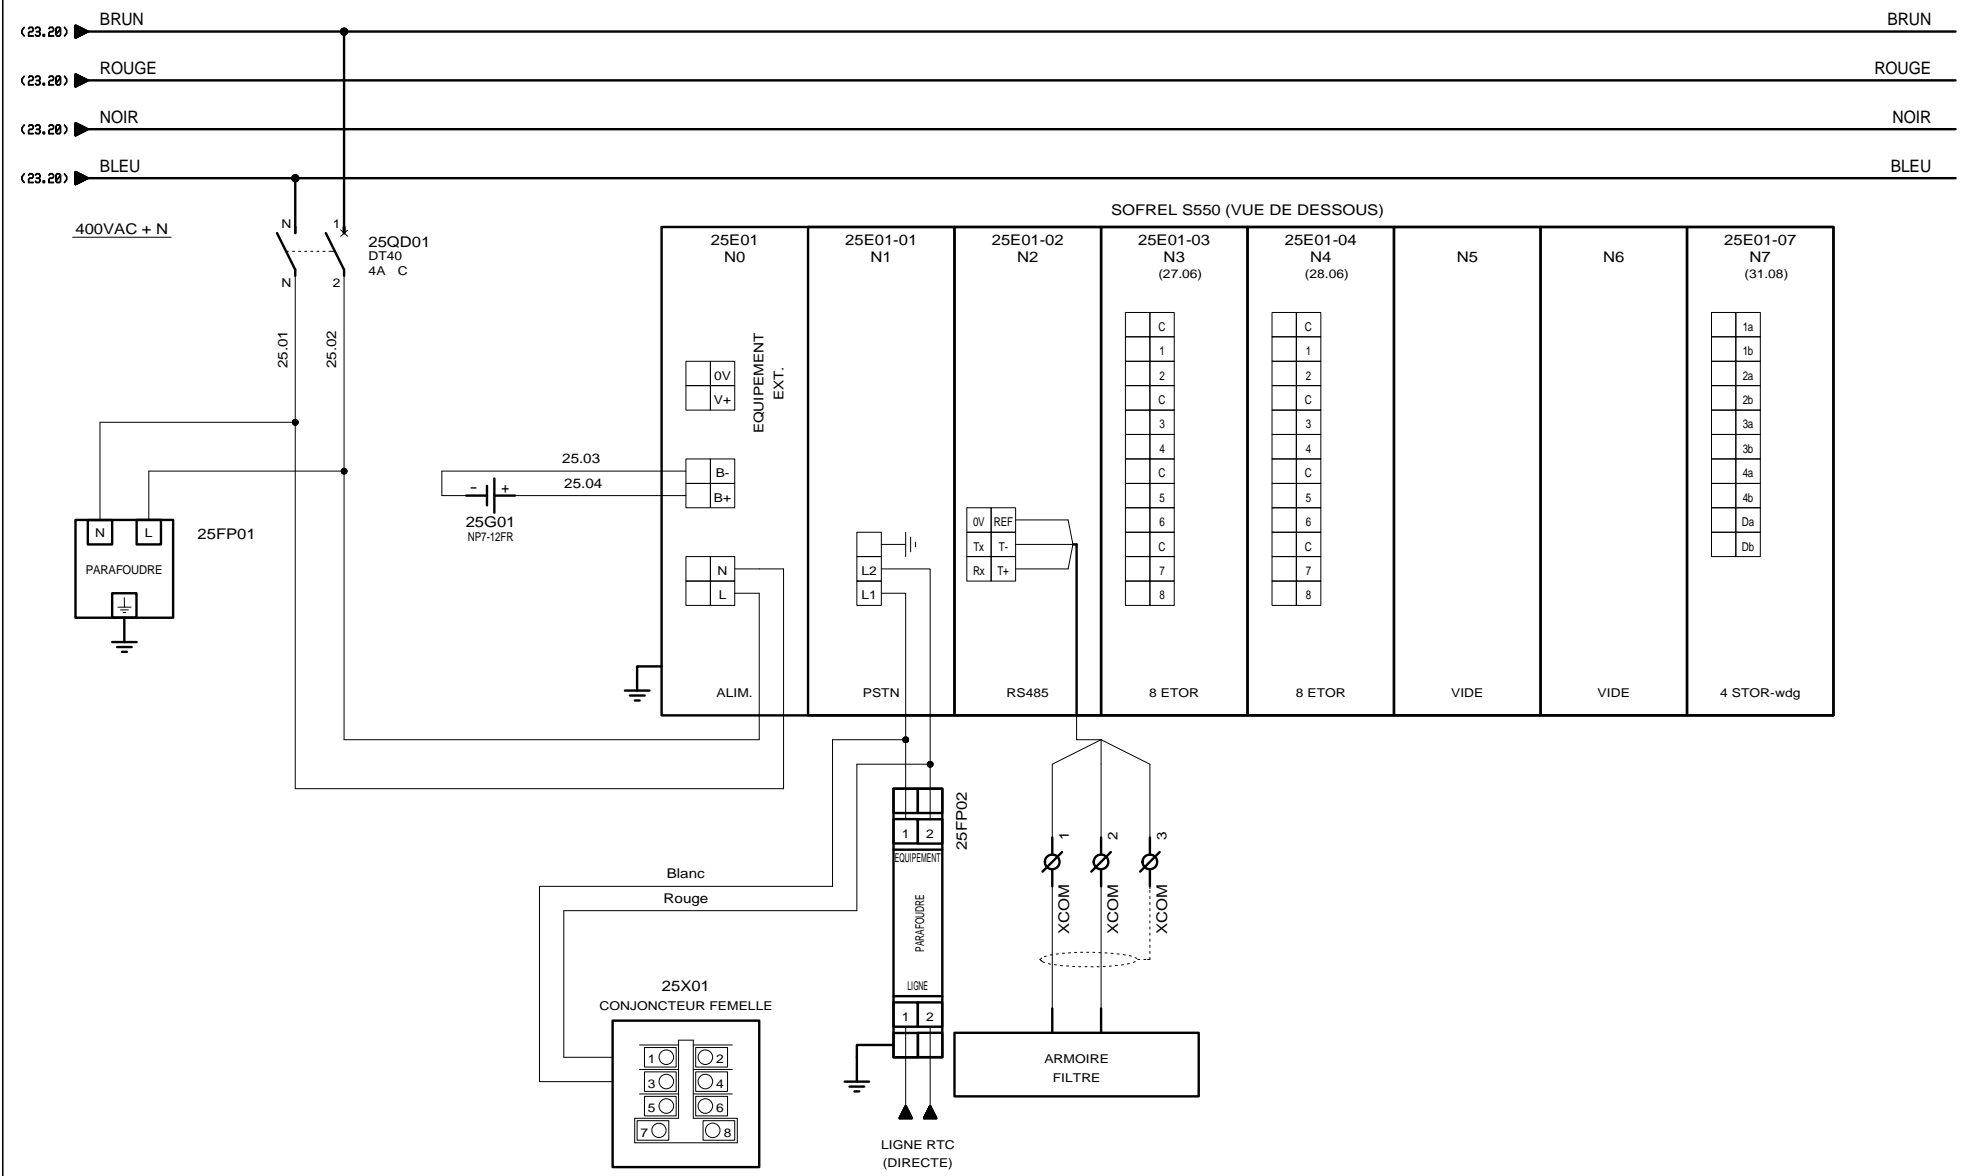 (23.20) BRUN BRUN
(23.20) ROUGE ROUGE
(23.20) NOIR NOIR
(23.20) BLEU BLEU
400VAC + N
N 1
25QD01
DT40
4A C
N 2
25.01
25.02
25FP01
N L
PARAFOUDRE
SOFREL S550 (VUE DE DESSOUS)
25E01
N0
EQUIPEMENT
EXT.
0V
V+
25.03
25.04
B-
B+
- +
25G01
NP7-12FR
N
L
ALIM.
25E01-01
N1
L2
L1
PSTN
25E01-02
N2
0V REF
Tx T-
Rx T+
RS485
25E01-03
N3
(27.06)
C
1
2
C
3
4
C
5
6
C
7
8
8 ETOR
25E01-04
N4
(28.06)
C
1
2
C
3
4
C
5
6
C
7
8
8 ETOR
N5
VIDE
N6
VIDE
25E01-07
N7
(31.08)
1a
1b
2a
2b
3a
3b
4a
4b
Da
Db
4 STOR-wdg
25FP02
1 2
EQUIPEMENT
PARAFOUDRE
LIGNE
1 2
LIGNE RTC
(DIRECTE)
Blanc
Rouge
25X01
CONJONCTEUR FEMELLE
1 2
3 4
5 6
7 8
1 2 3
XCOM XCOM XCOM
ARMOIRE
FILTRE